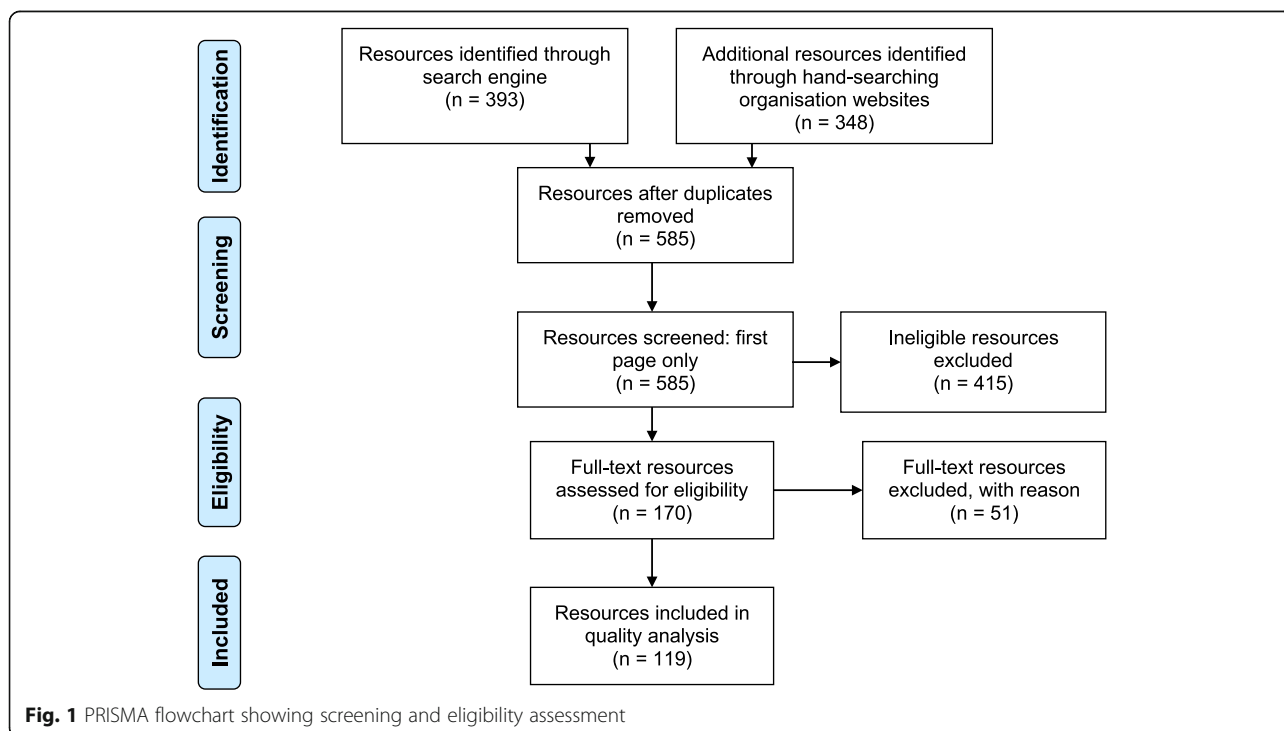 Identification
Resources identified through
search engine
(n = 393)
Additional resources identified
through hand-searching
organisation websites
(n = 348)
Resources after duplicates
removed
(n = 585)
Screening
Resources screened: first
page only
(n = 585)
Ineligible resources
excluded
(n = 415)
Eligibility
Full-text resources
assessed for eligibility
(n = 170)
Full-text resources
excluded, with reason
(n = 51)
Included
Resources included in
quality analysis
(n = 119)
Fig. 1 PRISMA flowchart showing screening and eligibility assessment